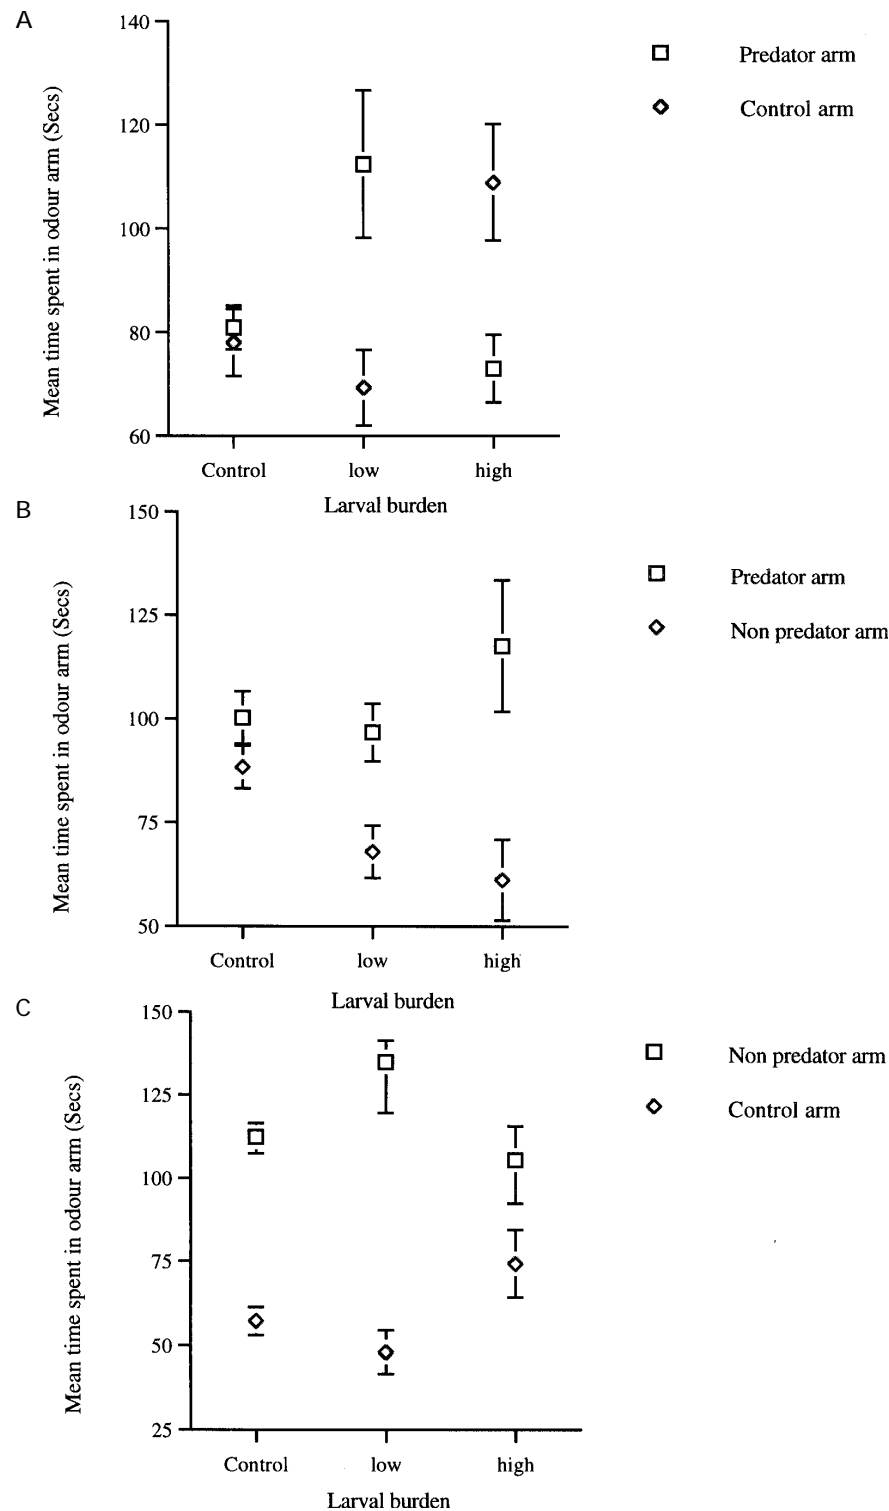 A
140
120
100
80
60
Mean time spent in odour arm (Secs)
Control low high
Larval burden
Predator arm
Control arm
B
150
125
100
75
50
Mean time spent in odour arm (Secs)
Control low high
Larval burden
Predator arm
Non predator arm
C
150
125
100
75
50
25
Mean time spent in odour arm (Secs)
Control low high
Larval burden
Non predator arm
Control arm